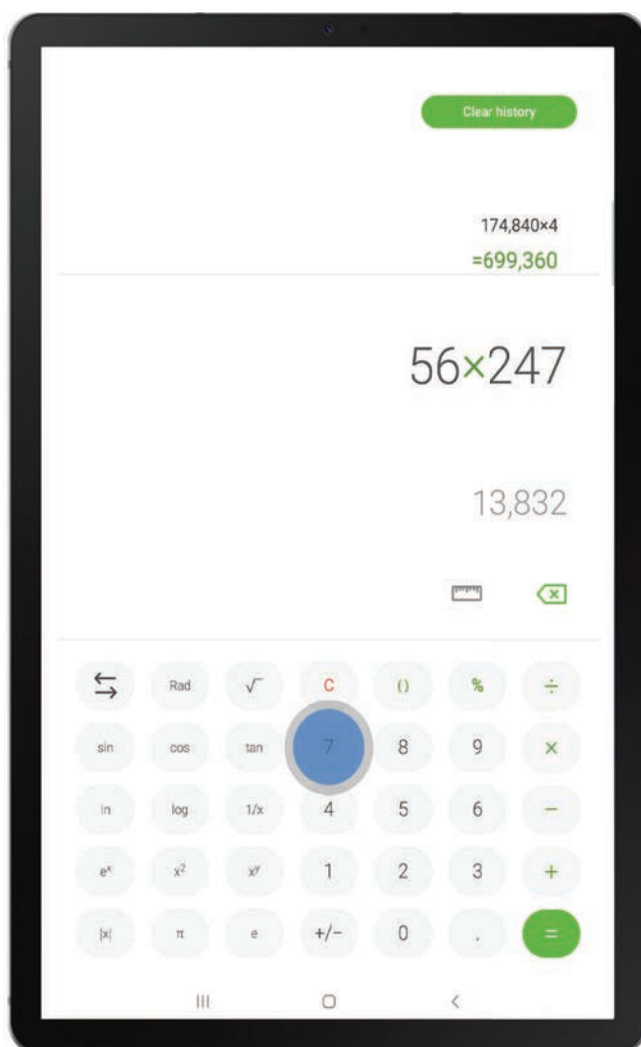 Clear history
174,840×4
=699,360
56×247
13,832
Rad √ C () % ÷
sin cos tan 7 8 9 ×
ln log 1/x 4 5 6 −
eˣ x² xʸ 1 2 3 +
|x| π e +/− 0 . =